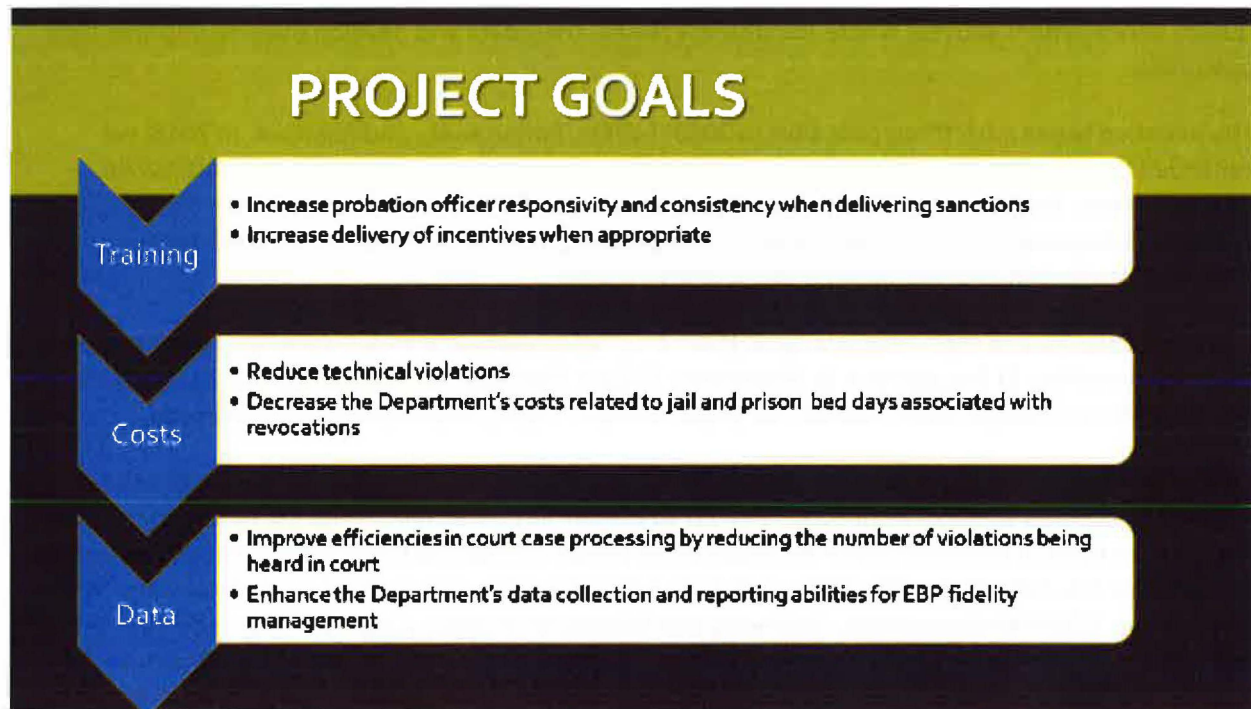 PROJECT GOALS
Training
• Increase probation officer responsivity and consistency when delivering sanctions
• Increase delivery of incentives when appropriate
Costs
• Reduce technical violations
• Decrease the Department's costs related to jail and prison bed days associated with
revocations
Data
• Improve efficiencies in court case processing by reducing the number of violations being
heard in court
• Enhance the Department's data collection and reporting abilities for EBP fidelity
management